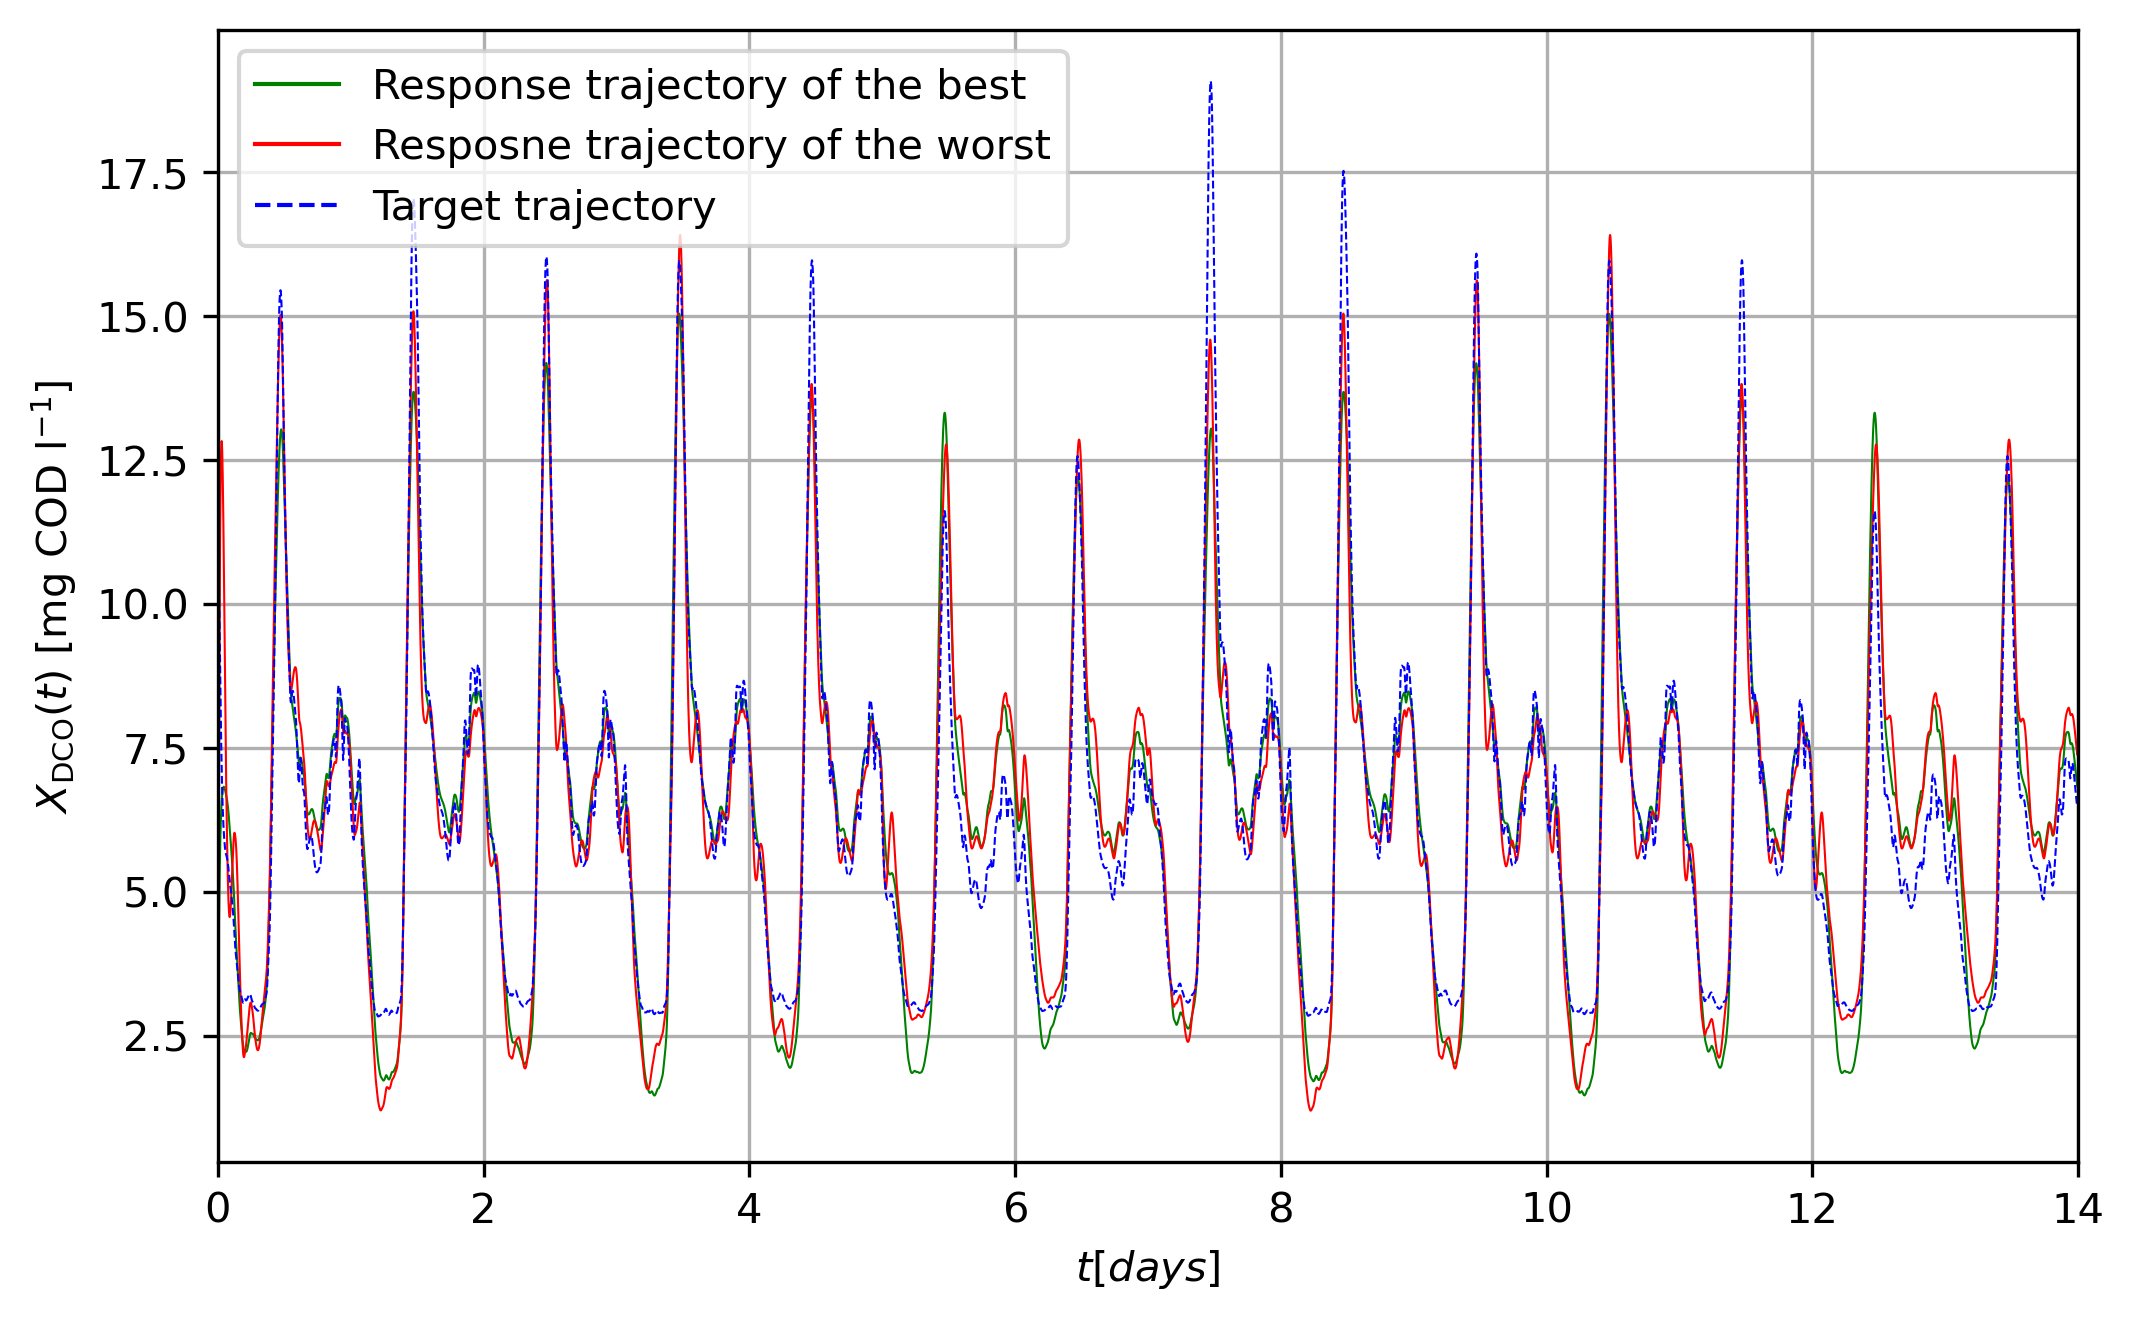 Response trajectory of the best
Resposne trajectory of the worst
Target trajectory
X_DCO(t) [mg COD l⁻¹]
17.5
15.0
12.5
10.0
7.5
5.0
2.5
0 2 4 6 8 10 12 14
t[days]